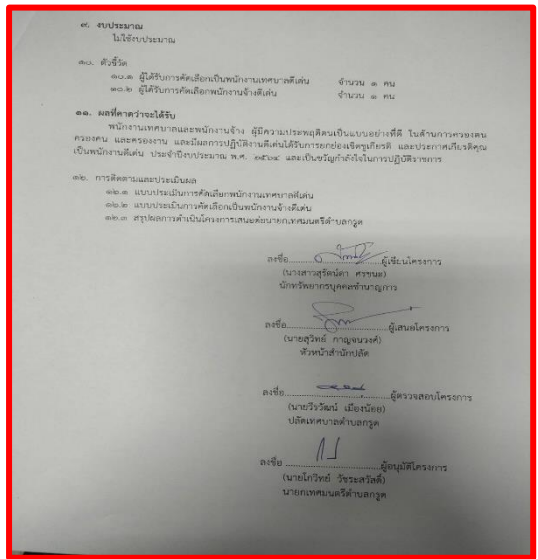 ๙. งบประมาณ
ไม่ใช้งบประมาณ
๑๐. ตัวชี้วัด
๑๐.๑ ผู้ได้รับการคัดเลือกเป็นพนักงานเทศบาลดีเด่น จำนวน ๑ คน
๑๐.๒ ผู้ได้รับการคัดเลือกพนักงานจ้างดีเด่น จำนวน ๑ คน
๑๑. ผลที่คาดว่าจะได้รับ
พนักงานเทศบาลและพนักงานจ้าง ผู้มีความประพฤติตนเป็นแบบอย่างที่ดี ในด้านการครองตน
ครองคน และครองงาน และมีผลการปฏิบัติงานดีเด่นได้รับการยกย่องเชิดชูเกียรติ และประกาศเกียรติคุณ
เป็นพนักงานดีเด่น ประจำปีงบประมาณ พ.ศ. ๒๕๖๔ และเป็นขวัญกำลังใจในการปฏิบัติราชการ
๑๒. การติดตามและประเมินผล
๑๒.๑ แบบประเมินการคัดเลือกพนักงานเทศบาลดีเด่น
๑๒.๒ แบบประเมินการคัดเลือกเป็นพนักงานจ้างดีเด่น
๑๒.๓ สรุปผลการดำเนินโครงการเสนอต่อนายกเทศมนตรีตำบลกรูด
ลงชื่อ ผู้เขียนโครงการ
(นางสาวสุรัตน์ดา ศรชนะ)
นักทรัพยากรบุคคลชำนาญการ
ลงชื่อ ผู้เสนอโครงการ
(นายสุวิทย์ กาญจนวงศ์)
หัวหน้าสำนักปลัด
ลงชื่อ ผู้ตรวจสอบโครงการ
(นายวีรวัฒน์ เมืองน้อย)
ปลัดเทศบาลตำบลกรูด
ลงชื่อ ผู้อนุมัติโครงการ
(นายโกวิทย์ วัชระสวัสดิ์)
นายกเทศมนตรีตำบลกรูด